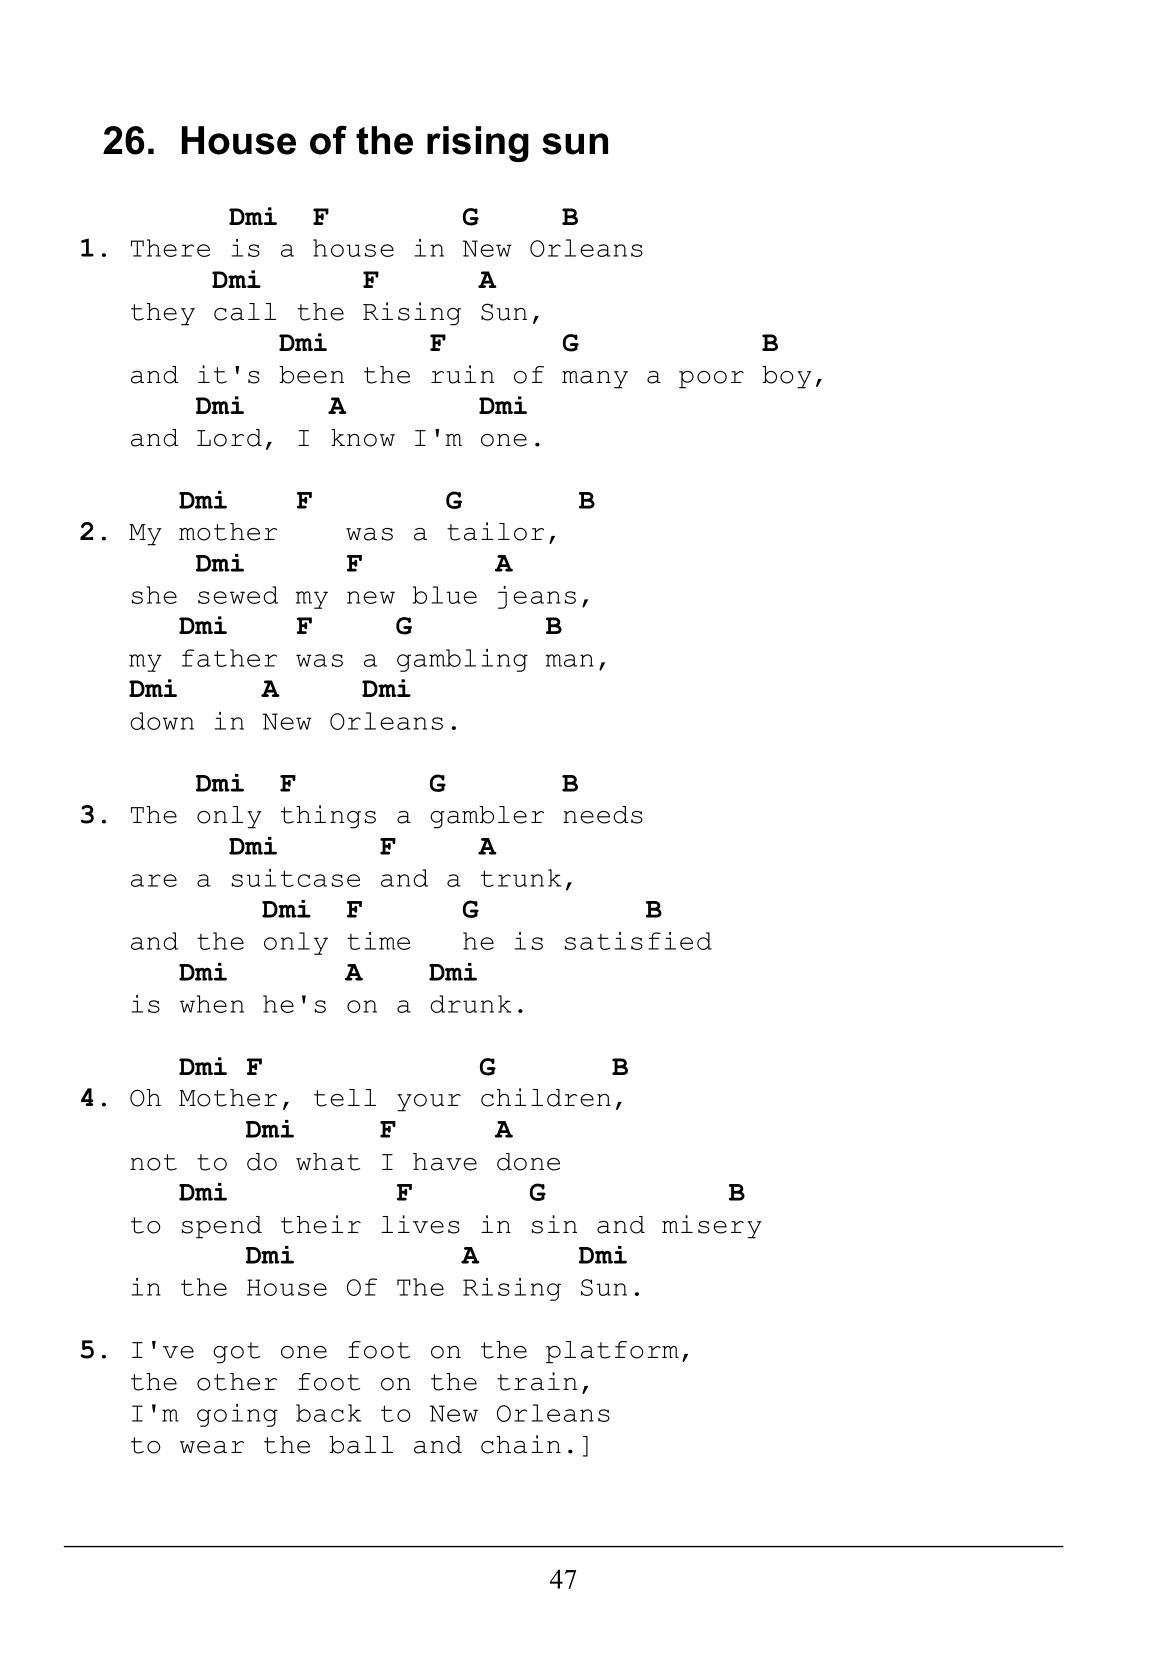 26. House of the rising sun
Dmi F G B
1. There is a house in New Orleans
Dmi F A
they call the Rising Sun,
Dmi F G B
and it's been the ruin of many a poor boy,
Dmi A Dmi
and Lord, I know I'm one.
Dmi F G B
2. My mother was a tailor,
Dmi F A
she sewed my new blue jeans,
Dmi F G B
my father was a gambling man,
Dmi A Dmi
down in New Orleans.
Dmi F G B
3. The only things a gambler needs
Dmi F A
are a suitcase and a trunk,
Dmi F G B
and the only time he is satisfied
Dmi A Dmi
is when he's on a drunk.
Dmi F G B
4. Oh Mother, tell your children,
Dmi F A
not to do what I have done
Dmi F G B
to spend their lives in sin and misery
Dmi A Dmi
in the House Of The Rising Sun.
5. I've got one foot on the platform,
the other foot on the train,
I'm going back to New Orleans
to wear the ball and chain.]
47